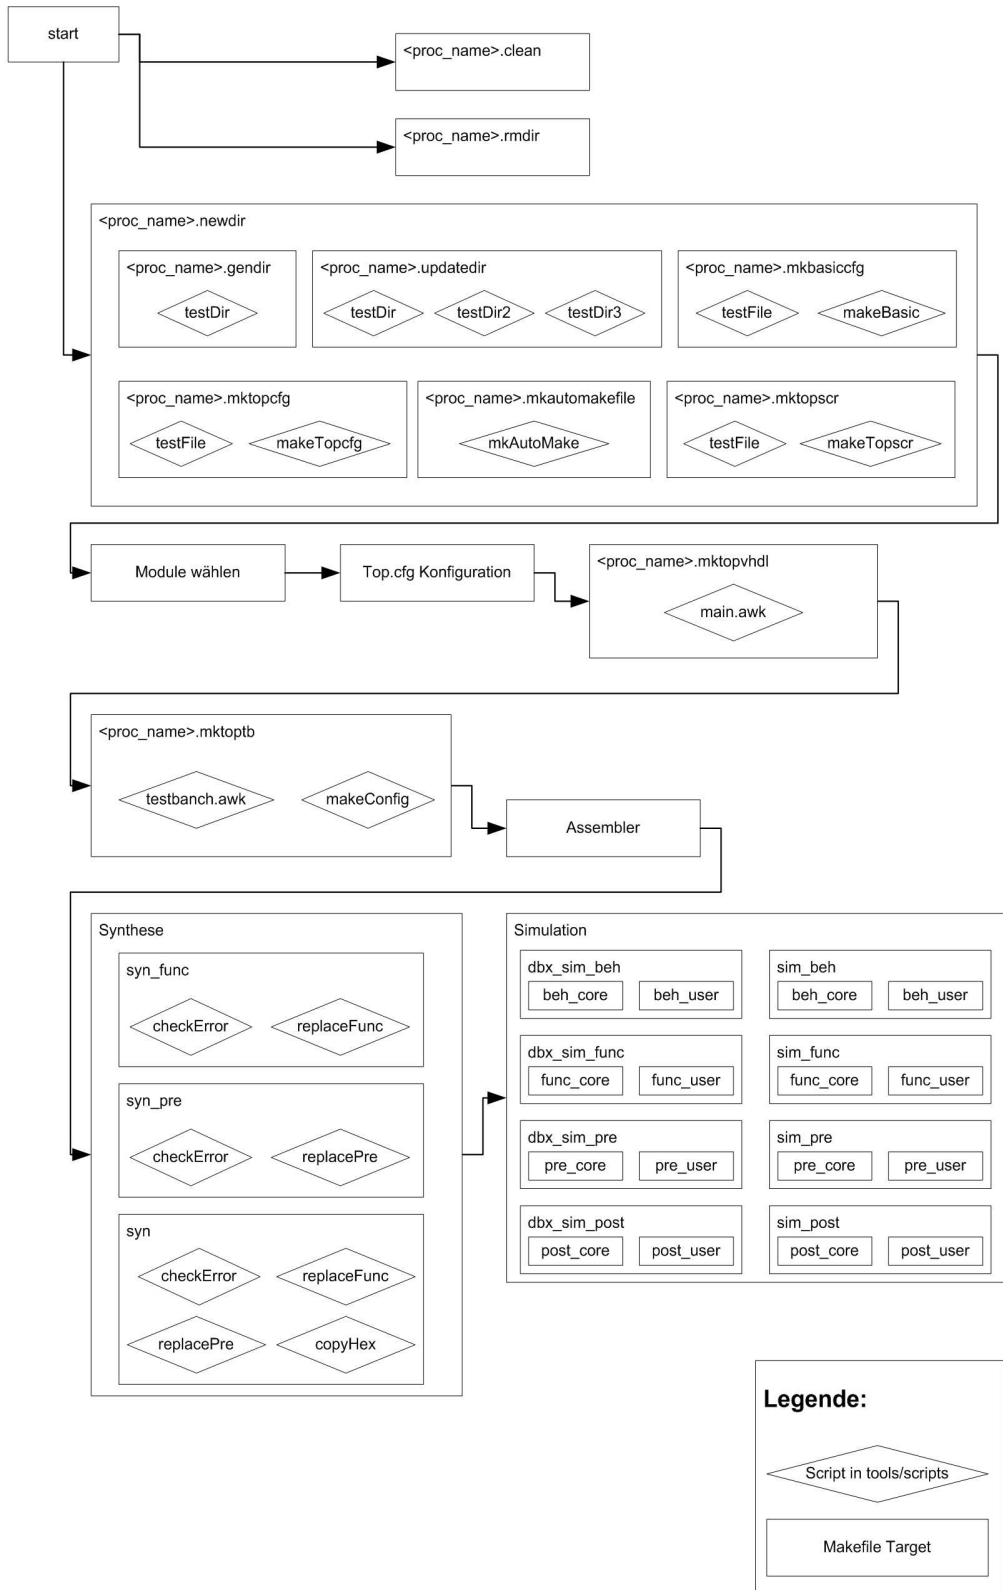 start
<proc_name>.clean
<proc_name>.rmdir
<proc_name>.newdir
<proc_name>.gendir
testDir
<proc_name>.updatedir
testDir
testDir2
testDir3
<proc_name>.mkbasiccfg
testFile
makeBasic
<proc_name>.mktopcfg
testFile
makeTopcfg
<proc_name>.mkautomakefile
mkAutoMake
<proc_name>.mktopscr
testFile
makeTopscr
Module wählen
Top.cfg Konfiguration
<proc_name>.mktopvhdl
main.awk
<proc_name>.mktoptb
testbanch.awk
makeConfig
Assembler
Synthese
syn_func
checkError
replaceFunc
syn_pre
checkError
replacePre
syn
checkError
replaceFunc
replacePre
copyHex
Simulation
dbx_sim_beh
beh_core
beh_user
sim_beh
beh_core
beh_user
dbx_sim_func
func_core
func_user
sim_func
func_core
func_user
dbx_sim_pre
pre_core
pre_user
sim_pre
pre_core
pre_user
dbx_sim_post
post_core
post_user
sim_post
post_core
post_user
Legende:
Script in tools/scripts
Makefile Target